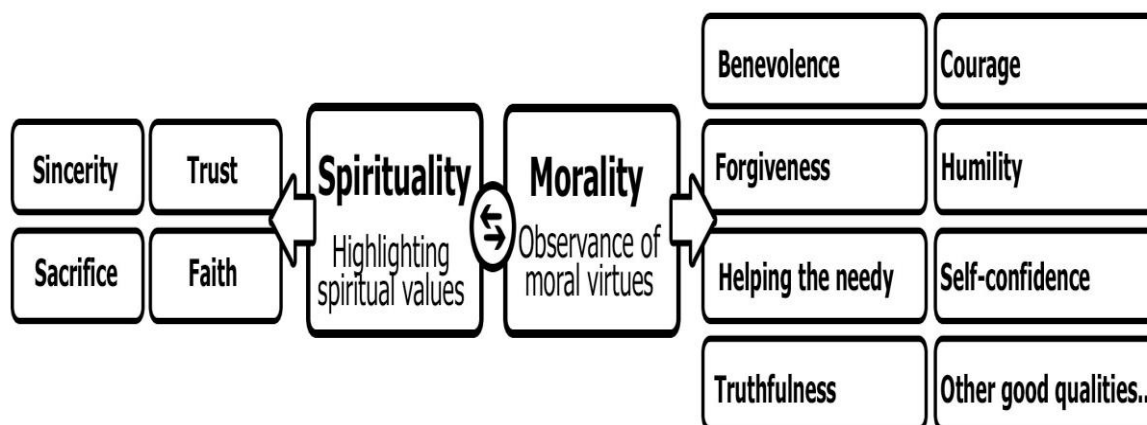 Sincerity
Trust
Sacrifice
Faith
Spirituality
Highlighting
spiritual values
Morality
Observance of
moral virtues
Benevolence
Courage
Forgiveness
Humility
Helping the needy
Self-confidence
Truthfulness
Other good qualities..